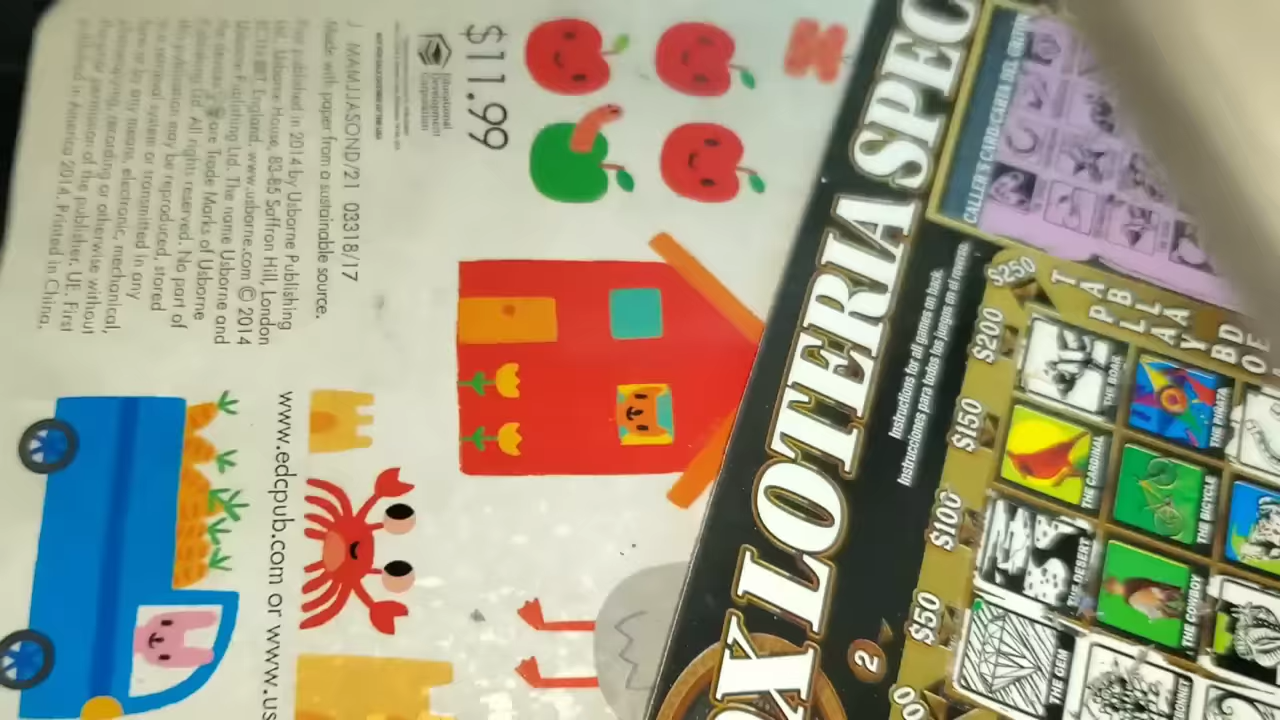 $11.99
Educational
Development
Corporation
J MAMJJASOND/21 03318/17
Made with paper from a sustainable source.
First published in 2014 by Usborne Publishing
Ltd, Usborne House, 83-85 Saffron Hill, London
EC1N 8RT, England. www.usborne.com © 2014
Usborne Publishing Ltd. The name Usborne and
the devices are Trade Marks of Usborne
Publishing Ltd. All rights reserved. No part of
this publication may be reproduced, stored
in a retrieval system or transmitted in any
form or by any means, electronic, mechanical,
photocopying, recording or otherwise without
the prior permission of the publisher. UE. First
published in America 2014. Printed in China.
www.edcpub.com or www.us
LOTERIA SPEC
CALLER'S CARD/CARTA DEL GRITÓN
Instructions for all games on back.
Instrucciones para todos los juegos en el reverso.
2
$250
$200
$150
$100
$50
THE BOAR
THE PIÑATA
THE CARDINAL
THE BICYCLE
THE DESERT
THE COWBOY
THE GEM